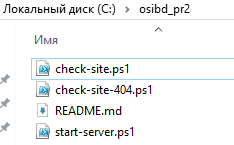 Локальный диск (C:) › osibd_pr2
Имя
check-site.ps1
check-site-404.ps1
README.md
start-server.ps1